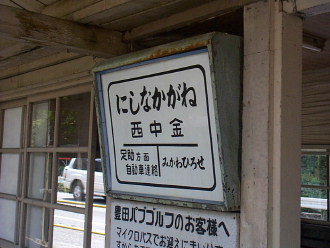 にしなかがね
西中金
足助方面
自動車連絡
みかわひろせ
豊田パブゴルフのお客様へ
マイクロバスでお迎えにまいります